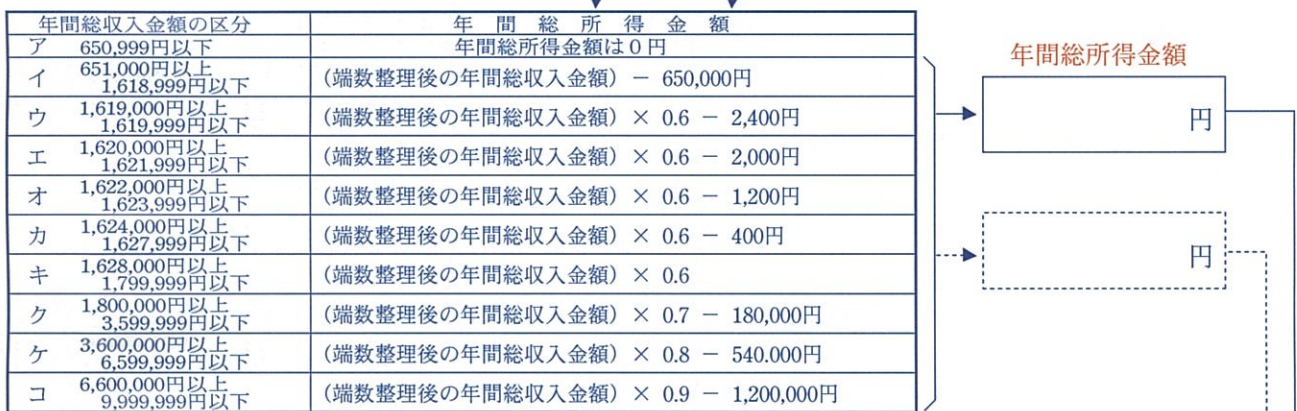 年間総収入金額の区分 年間総所得金額
ア 650,999円以下 年間総所得金額は0円
イ 651,000円以上
1,618,999円以下 (端数整理後の年間総収入金額) － 650,000円
ウ 1,619,000円以上
1,619,999円以下 (端数整理後の年間総収入金額) × 0.6 － 2,400円
エ 1,620,000円以上
1,621,999円以下 (端数整理後の年間総収入金額) × 0.6 － 2,000円
オ 1,622,000円以上
1,623,999円以下 (端数整理後の年間総収入金額) × 0.6 － 1,200円
カ 1,624,000円以上
1,627,999円以下 (端数整理後の年間総収入金額) × 0.6 － 400円
キ 1,628,000円以上
1,799,999円以下 (端数整理後の年間総収入金額) × 0.6
ク 1,800,000円以上
3,599,999円以下 (端数整理後の年間総収入金額) × 0.7 － 180,000円
ケ 3,600,000円以上
6,599,999円以下 (端数整理後の年間総収入金額) × 0.8 － 540.000円
コ 6,600,000円以上
9,999,999円以下 (端数整理後の年間総収入金額) × 0.9 － 1,200,000円
年間総所得金額
円
円